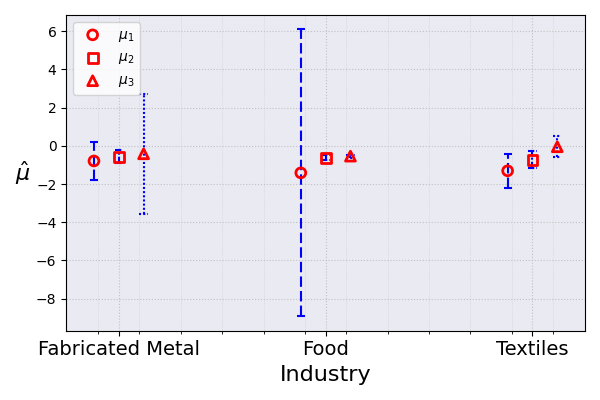 μ₁
μ₂
μ₃
6
4
2
0
−2
−4
−6
−8
μ̂
Fabricated Metal Food Textiles
Industry